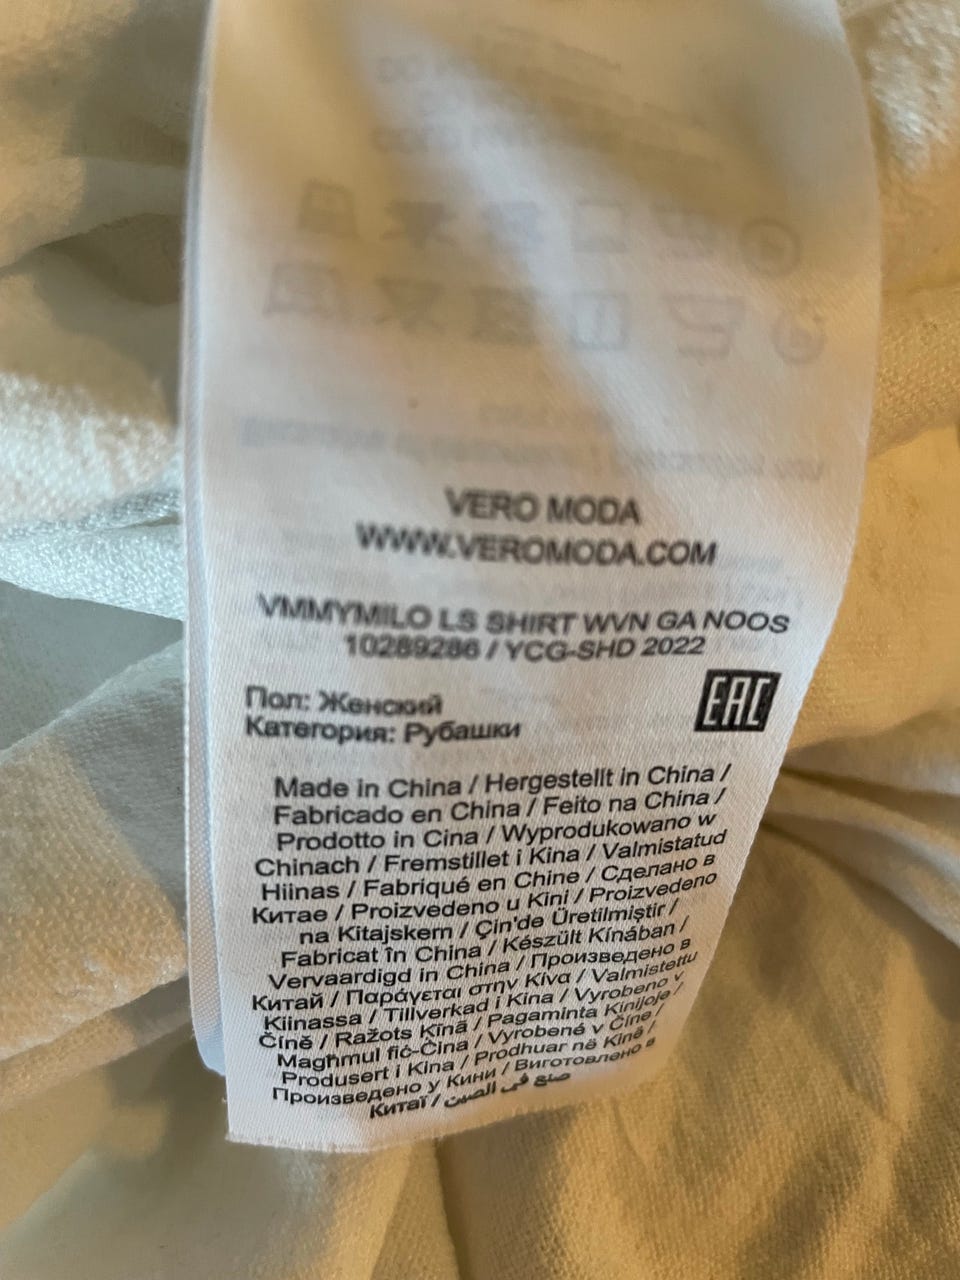 VERO MODA
WWW.VEROMODA.COM
VMMYMILO LS SHIRT WVN GA NOOS
10289286 / YCG-SHD 2022
Пол: Женский
Категория: Рубашки
EAC
Made in China / Hergestellt in China /
Fabricado en China / Feito na China /
Prodotto in Cina / Wyprodukowano w
Chinach / Fremstillet i Kina / Valmistatud
Hiinas / Fabriqué en Chine / Сделано в
Китае / Proizvedeno u Kini / Proizvedeno
na Kitajskem / Çin'de Üretilmiştir /
Fabricat în China / Készült Kínában /
Vervaardigd in China / Произведено в
Китай / Παράγεται στην Κίνα / Valmistettu
Kiinassa / Tillverkad i Kina / Vyrobeno v
Číně / Ražots Ķīnā / Pagaminta Kinijoje /
Magħmul fiċ-Ċina / Vyrobené v Číne /
Produsert i Kina / Prodhuar në Kinë /
Произведено у Кини / Виготовлено в
Китаї / صنع في الصين